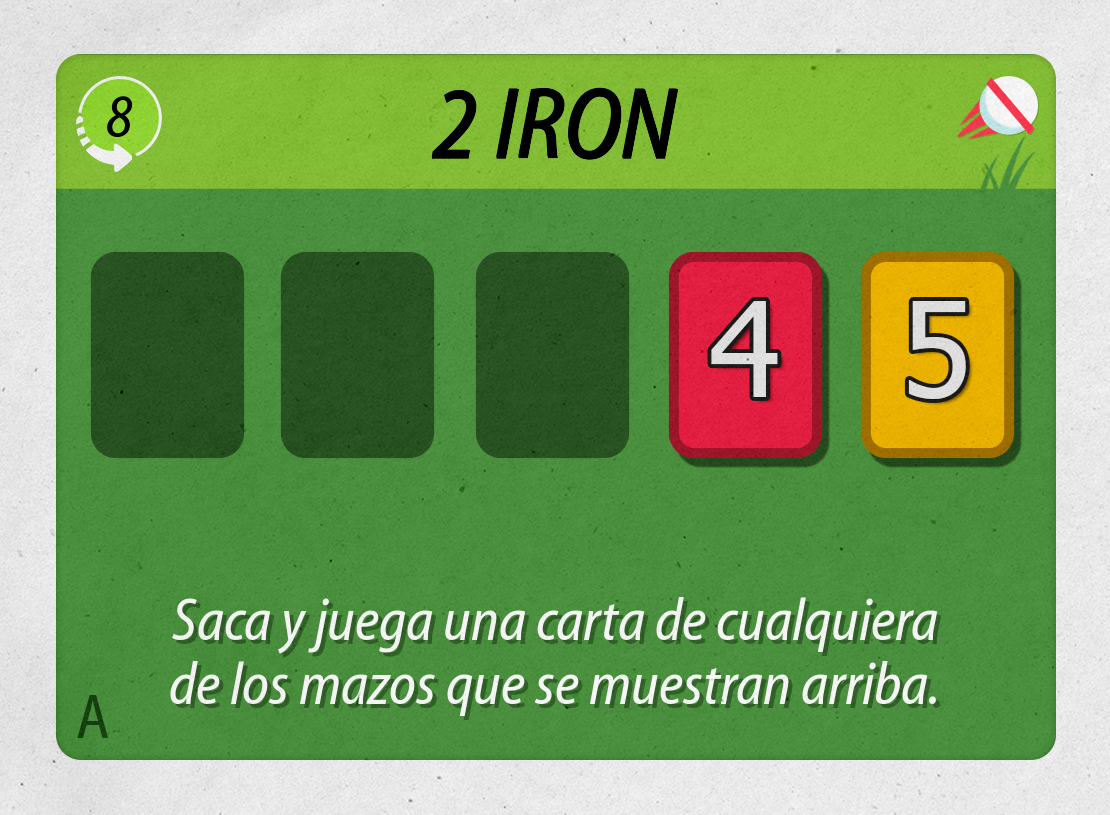 8
2 IRON
4
5
Saca y juega una carta de cualquiera
de los mazos que se muestran arriba.
A